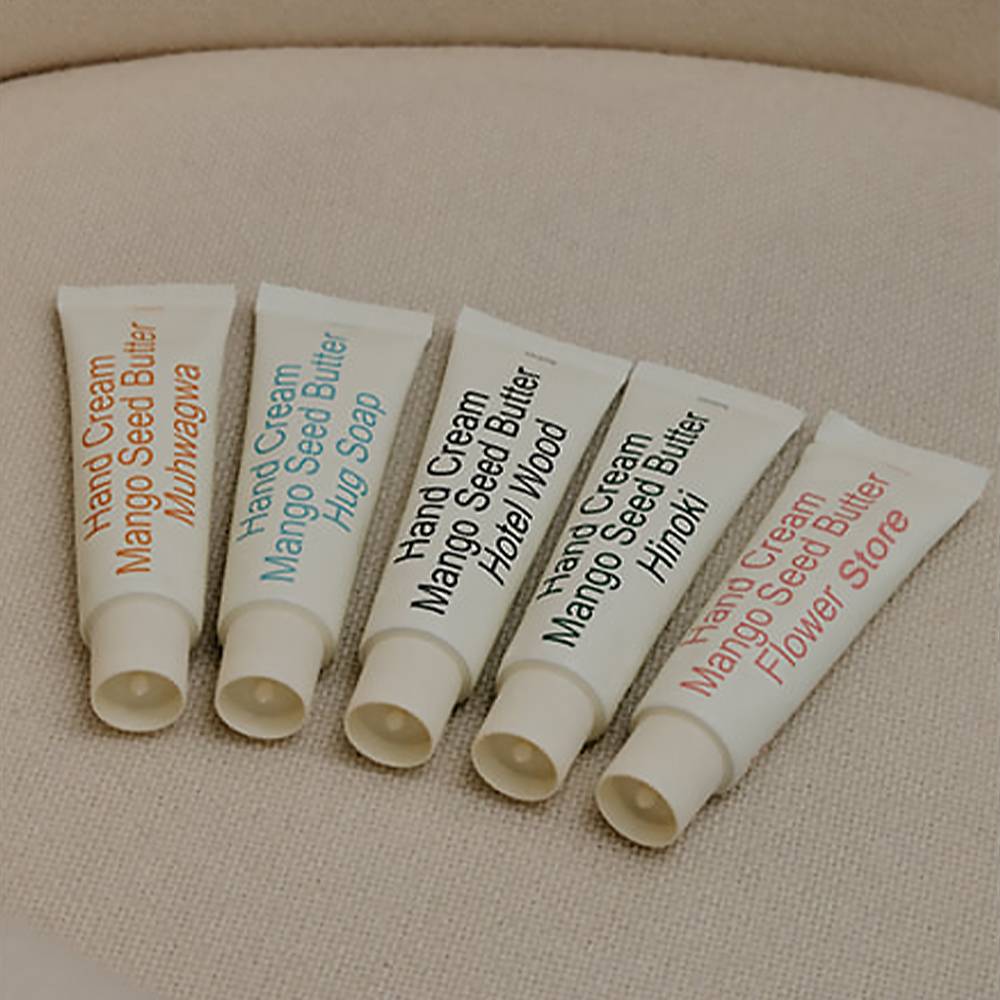 Hand Cream
Mango Seed Butter
Muhwagwa
Hand Cream
Mango Seed Butter
Hug Soap
Hand Cream
Mango Seed Butter
Hotel Wood
Hand Cream
Mango Seed Butter
Hinoki
Hand Cream
Mango Seed Butter
Flower Store